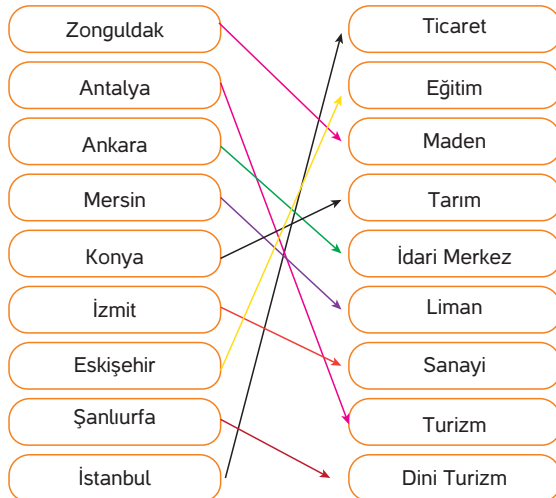 Zonguldak
Antalya
Ankara
Mersin
Konya
İzmit
Eskişehir
Şanlıurfa
İstanbul
Ticaret
Eğitim
Maden
Tarım
İdari Merkez
Liman
Sanayi
Turizm
Dini Turizm